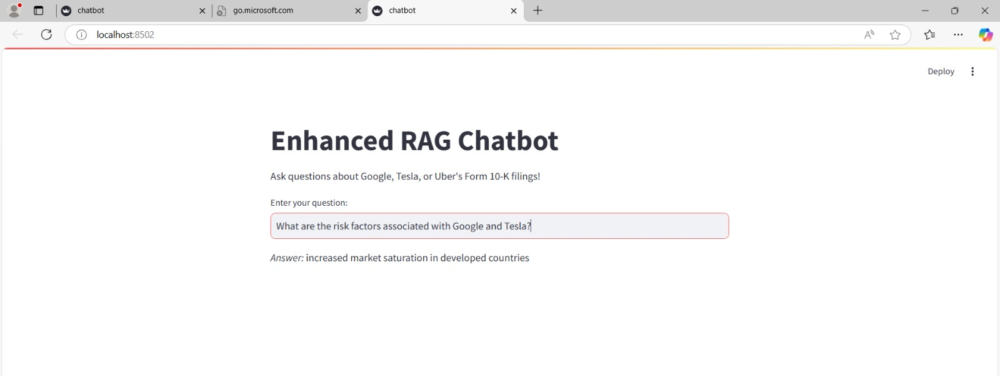 chatbot
go.microsoft.com
chatbot
localhost:8502
Deploy
Enhanced RAG Chatbot
Ask questions about Google, Tesla, or Uber's Form 10-K filings!
Enter your question:
What are the risk factors associated with Google and Tesla?
Answer: increased market saturation in developed countries